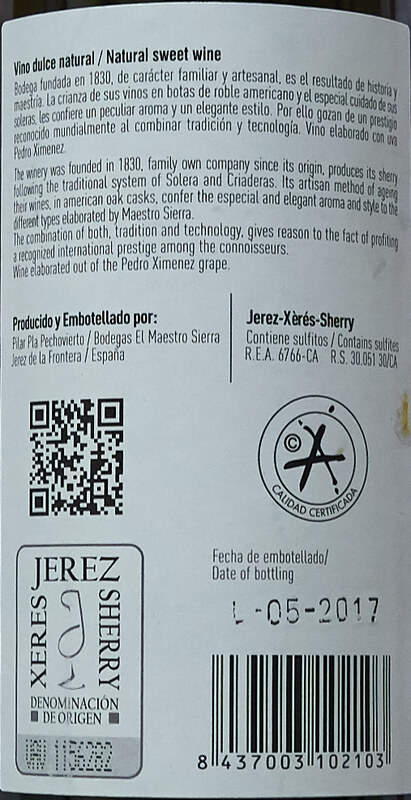 Vino dulce natural / Natural sweet wine
Bodega fundada en 1830, de carácter familiar y artesanal, es el resultado de historia y
maestría. La crianza de sus vinos en botas de roble americano y el especial cuidado de sus
soleras, les confiere un peculiar aroma y un elegante estilo. Por ello gozan de un prestigio
reconocido mundialmente al combinar tradición y tecnología. Vino elaborado con uva
Pedro Ximenez.
The winery was founded in 1830, family own company since its origin, produces its sherry
following the traditional system of Solera and Criaderas. Its artisan method of ageing
their wines, in american oak casks, confer the especial and elegant aroma and style to the
different types elaborated by Maestro Sierra.
The combination of both, tradition and technology, gives reason to the fact of profiting
a recognized international prestige among the connoisseurs.
Wine elaborated out of the Pedro Ximenez grape.
Producido y Embotellado por:
Pilar Pla Pechovierto / Bodegas El Maestro Sierra
Jerez de la Frontera / España
Jerez-Xèrés-Sherry
Contiene sulfitos / Contains sulfites
R.E.A. 6766-CA R.S. 30.051 30/CA
©
CALIDAD CERTIFICADA
JEREZ
XERES
SHERRY
DENOMINACIÓN
DE ORIGEN
Fecha de embotellado/
Date of bottling
L-05-2017
8 437003 102103